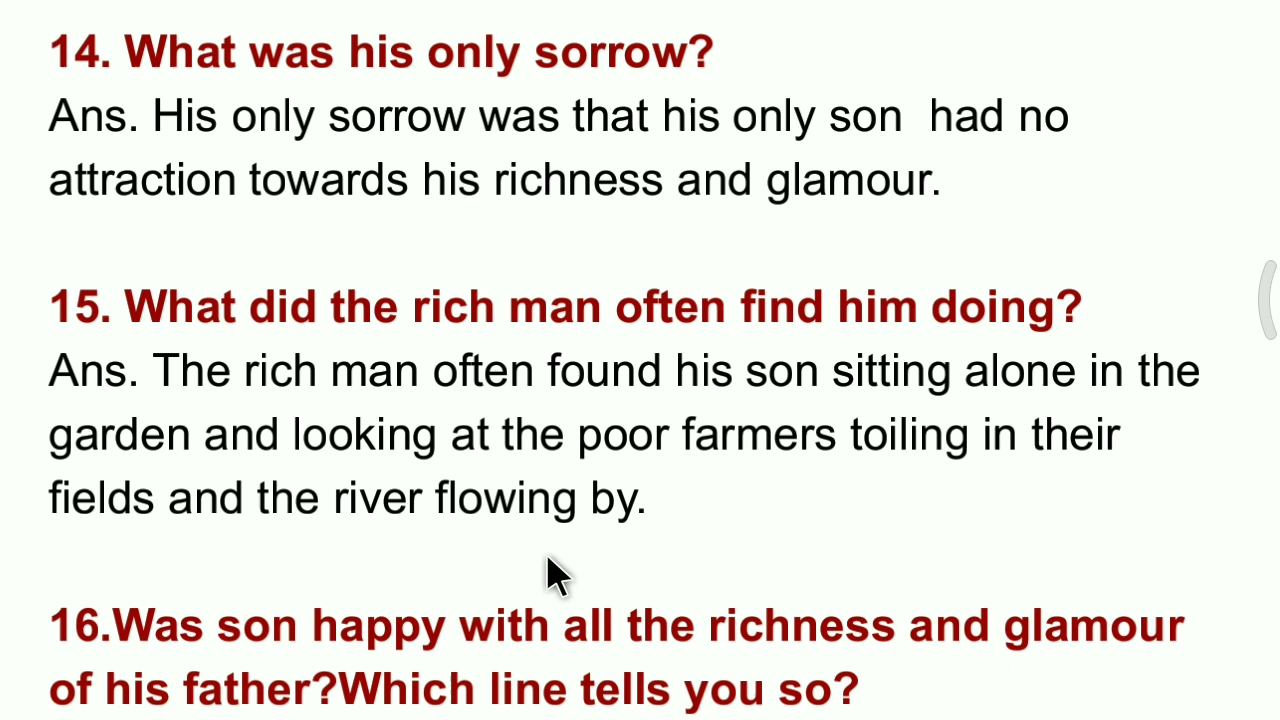 14. What was his only sorrow?
Ans. His only sorrow was that his only son  had no
attraction towards his richness and glamour.
15. What did the rich man often find him doing?
Ans. The rich man often found his son sitting alone in the
garden and looking at the poor farmers toiling in their
fields and the river flowing by.
16.Was son happy with all the richness and glamour
of his father?Which line tells you so?